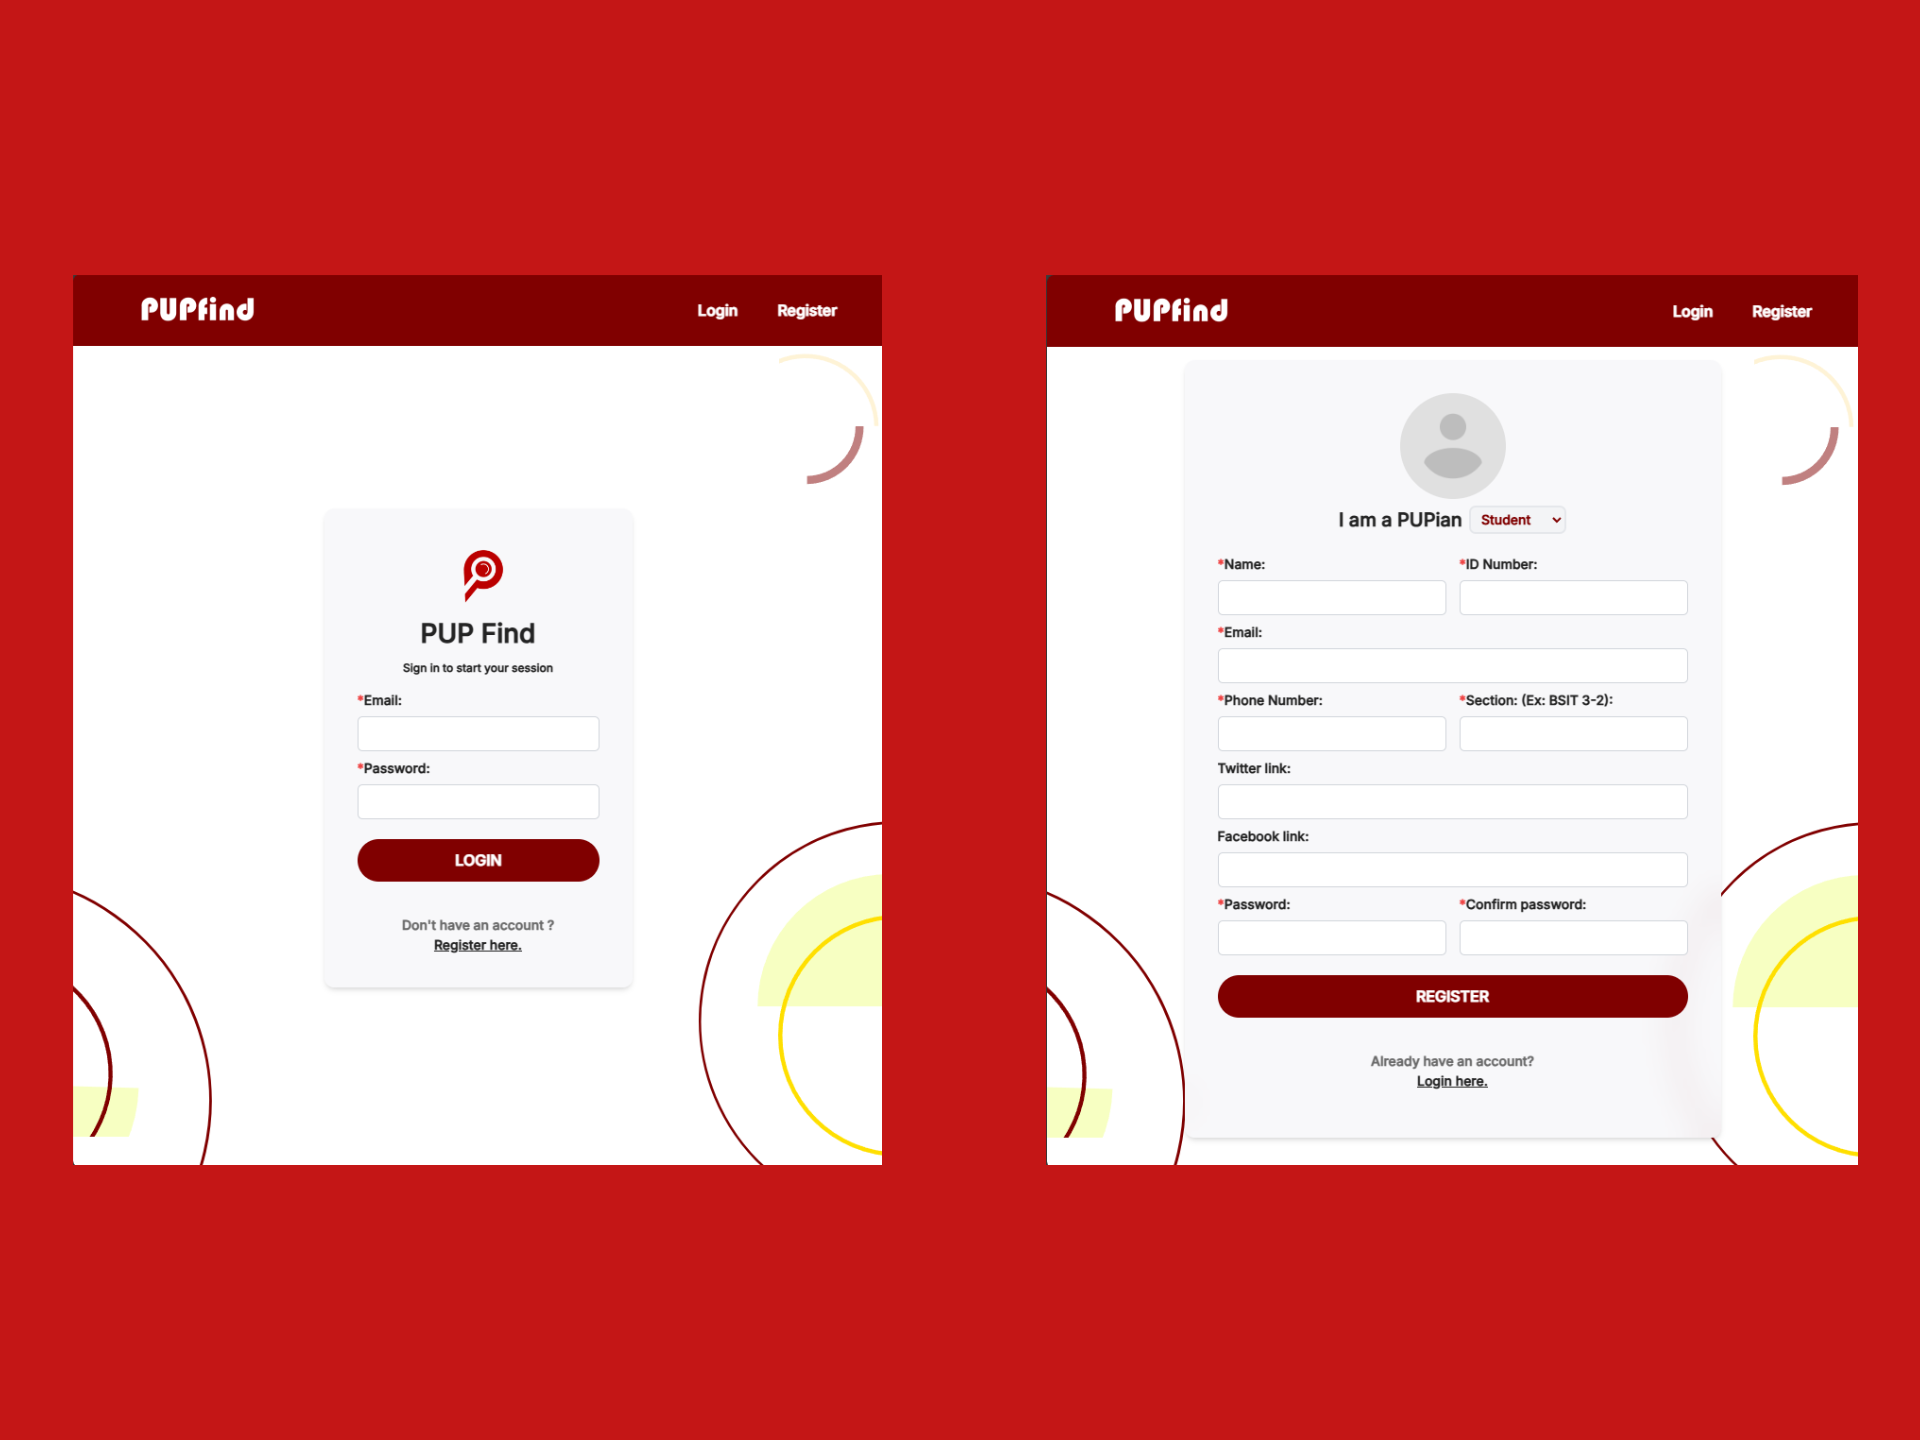 PUPfind
Login Register
PUP Find
Sign in to start your session
*Email:
*Password:
LOGIN
Don't have an account ?
Register here.
PUPfind
Login Register
I am a PUPian Student
*Name: *ID Number:
*Email:
*Phone Number: *Section: (Ex: BSIT 3-2):
Twitter link:
Facebook link:
*Password: *Confirm password:
REGISTER
Already have an account?
Login here.